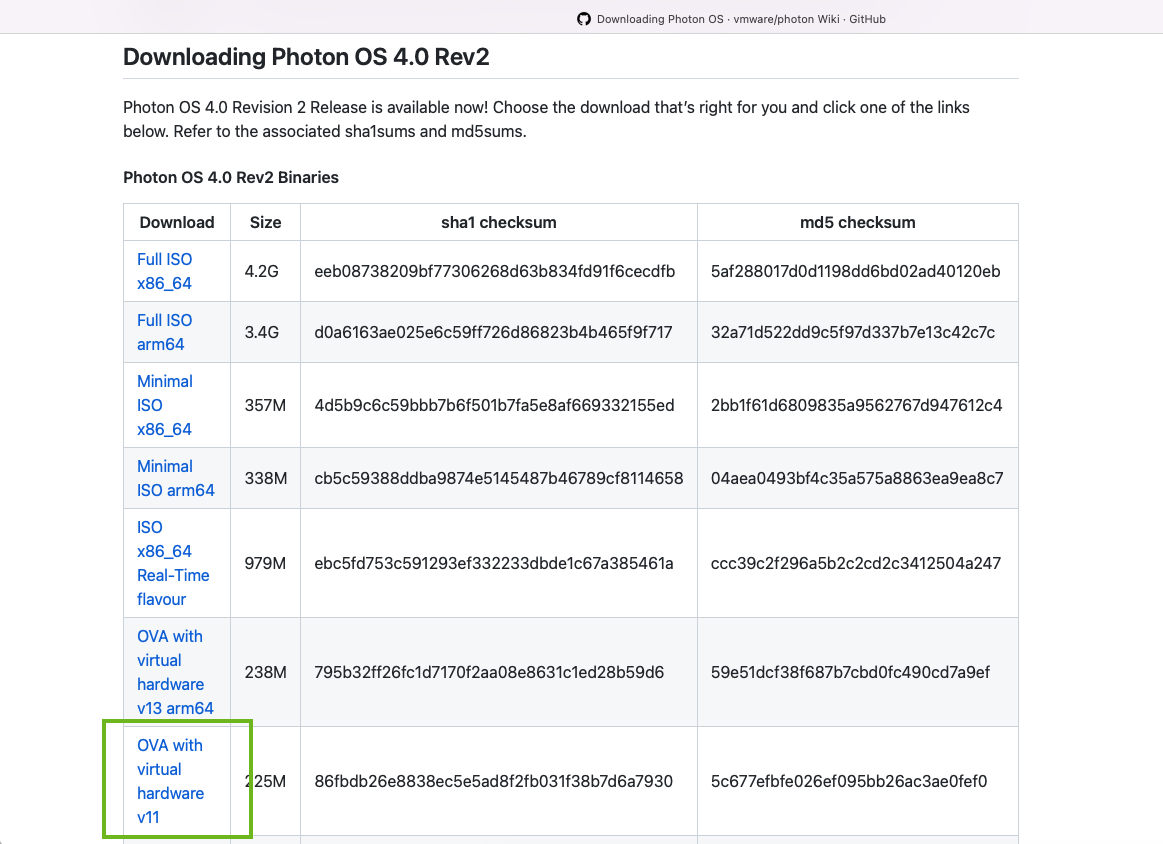 Downloading Photon OS · vmware/photon Wiki · GitHub
Downloading Photon OS 4.0 Rev2
Photon OS 4.0 Revision 2 Release is available now! Choose the download that's right for you and click one of the links
below. Refer to the associated sha1sums and md5sums.
Photon OS 4.0 Rev2 Binaries
Download Size sha1 checksum md5 checksum
Full ISO
x86_64
4.2G eeb08738209bf77306268d63b834fd91f6cecdfb 5af288017d0d1198dd6bd02ad40120eb
Full ISO
arm64
3.4G d0a6163ae025e6c59ff726d86823b4b465f9f717 32a71d522dd9c5f97d337b7e13c42c7c
Minimal
ISO
x86_64
357M 4d5b9c6c59bbb7b6f501b7fa5e8af669332155ed 2bb1f61d6809835a9562767d947612c4
Minimal
ISO arm64
338M cb5c59388ddba9874e5145487b46789cf8114658 04aea0493bf4c35a575a8863ea9ea8c7
ISO
x86_64
Real-Time
flavour
979M ebc5fd753c591293ef332233dbde1c67a385461a ccc39c2f296a5b2c2cd2c3412504a247
OVA with
virtual
hardware
v13 arm64
238M 795b32ff26fc1d7170f2aa08e8631c1ed28b59d6 59e51dcf38f687b7cbd0fc490cd7a9ef
OVA with
virtual
hardware
v11
225M 86fbdb26e8838ec5e5ad8f2fb031f38b7d6a7930 5c677efbfe026ef095bb26ac3ae0fef0